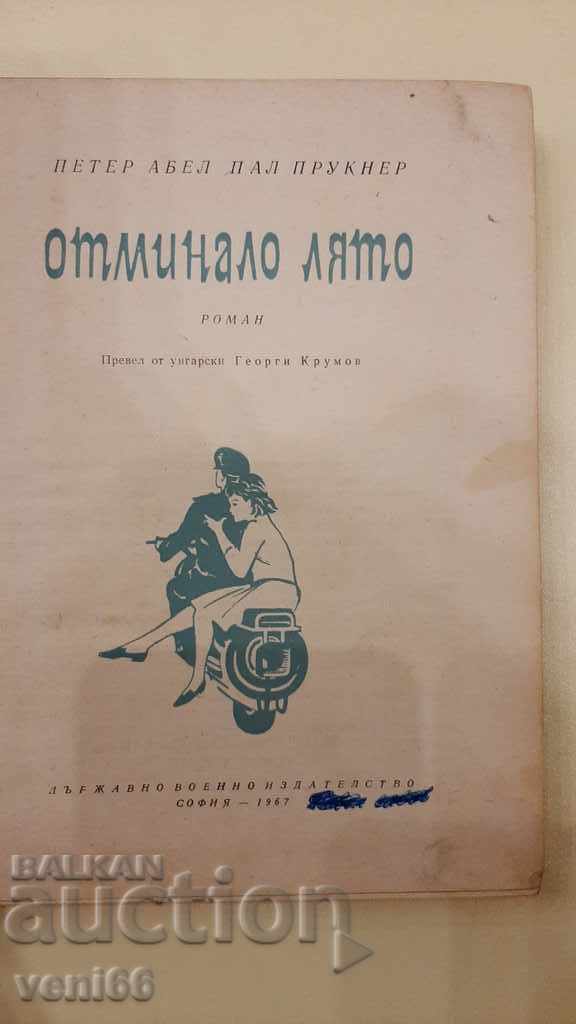 ПЕТЕР АБЕЛ ПАЛ ПРУКНЕР
ОТМИНАЛО ЛЯТО
РОМАН
Превел от унгарски Георги Крумов
ДЪРЖАВНО ВОЕННО ИЗДАТЕЛСТВО
СОФИЯ — 1967
BALKAN
auction
veni66